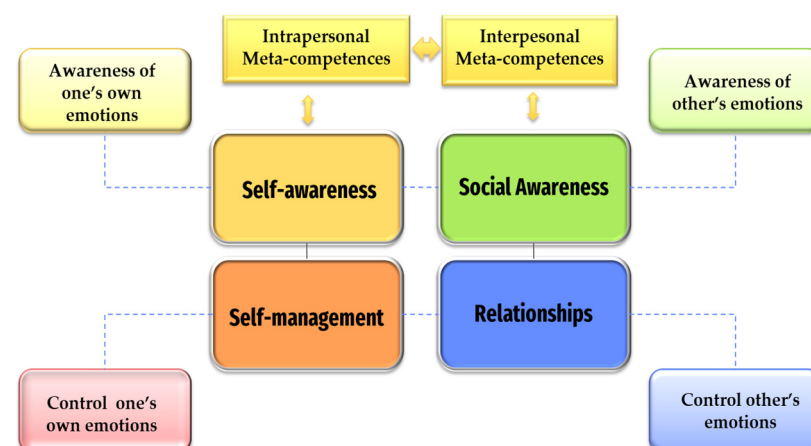 Intrapersonal
Meta-competences
Interpesonal
Meta-competences
Awareness of
one's own
emotions
Awareness of
other's emotions
Self-awareness
Social Awareness
Self-management
Relationships
Control one's
own emotions
Control other's
emotions